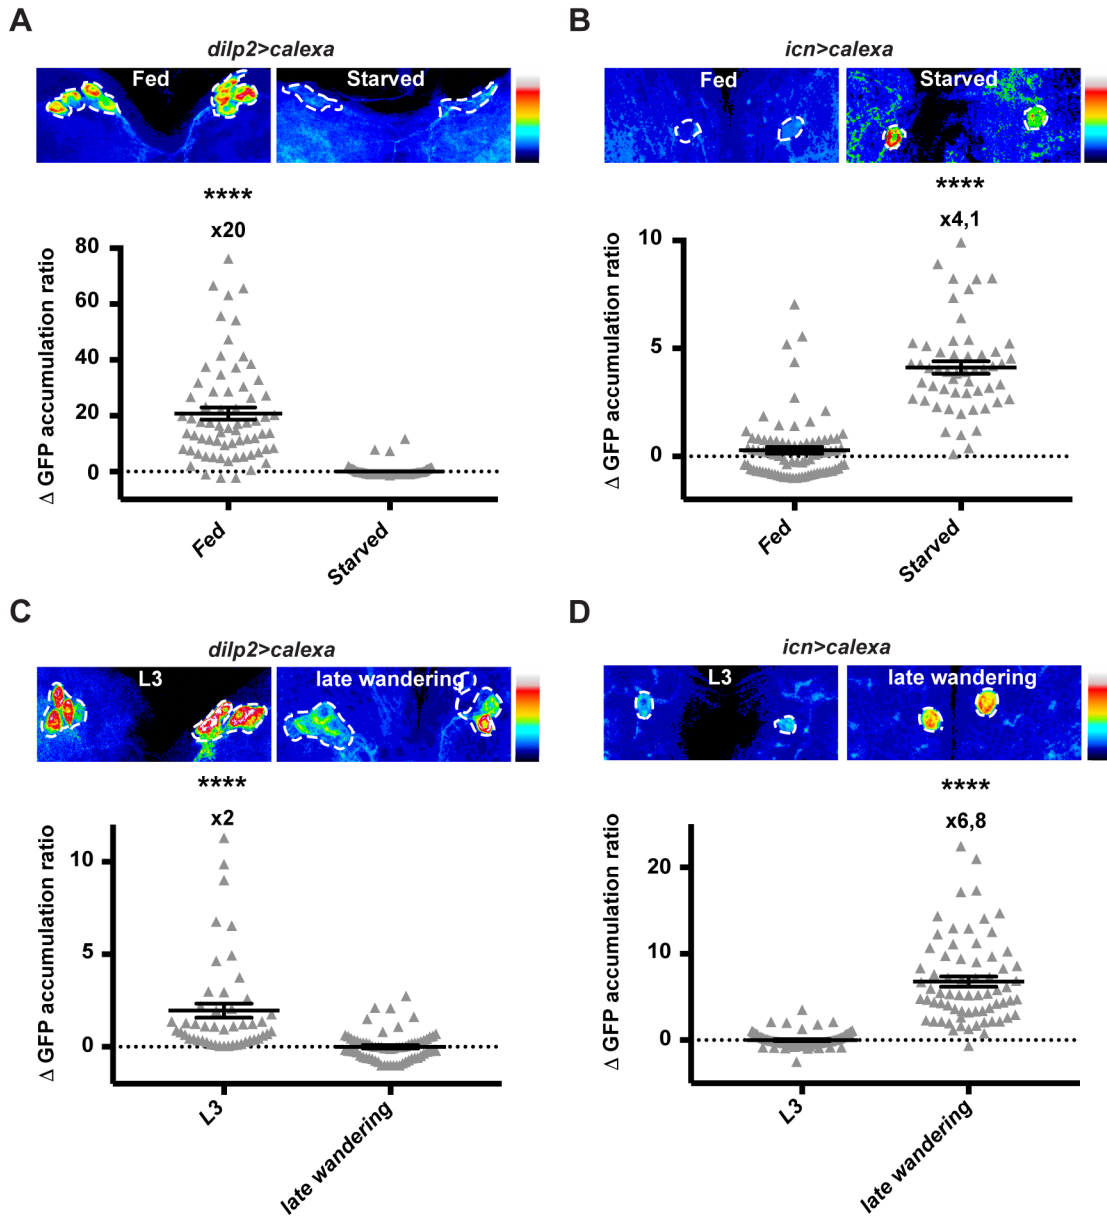 A
dilp2>calexa
Fed
Starved
****
x20
Δ GFP accumulation ratio
80
60
40
20
0
Fed
Starved
B
icn>calexa
Fed
Starved
****
x4,1
Δ GFP accumulation ratio
10
5
0
Fed
Starved
C
dilp2>calexa
L3
late wandering
****
x2
Δ GFP accumulation ratio
10
5
0
L3
late wandering
D
icn>calexa
L3
late wandering
****
x6,8
Δ GFP accumulation ratio
20
10
0
L3
late wandering